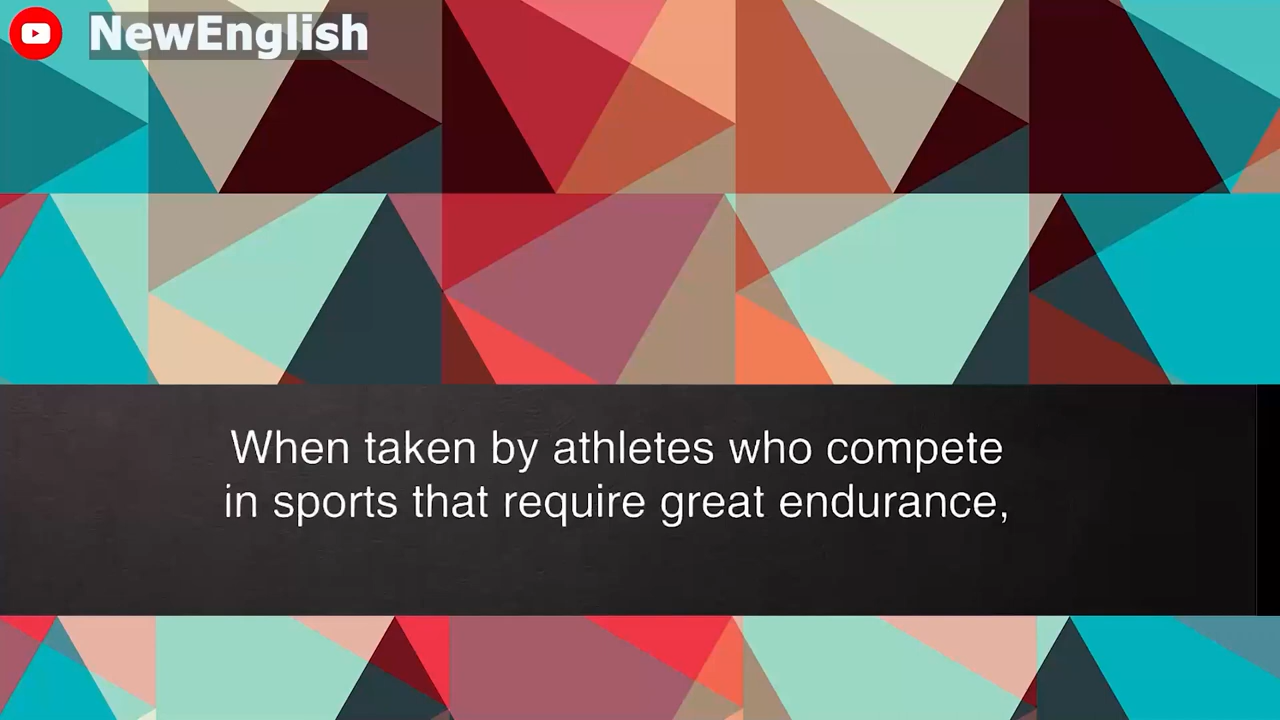 NewEnglish
When taken by athletes who compete
in sports that require great endurance,